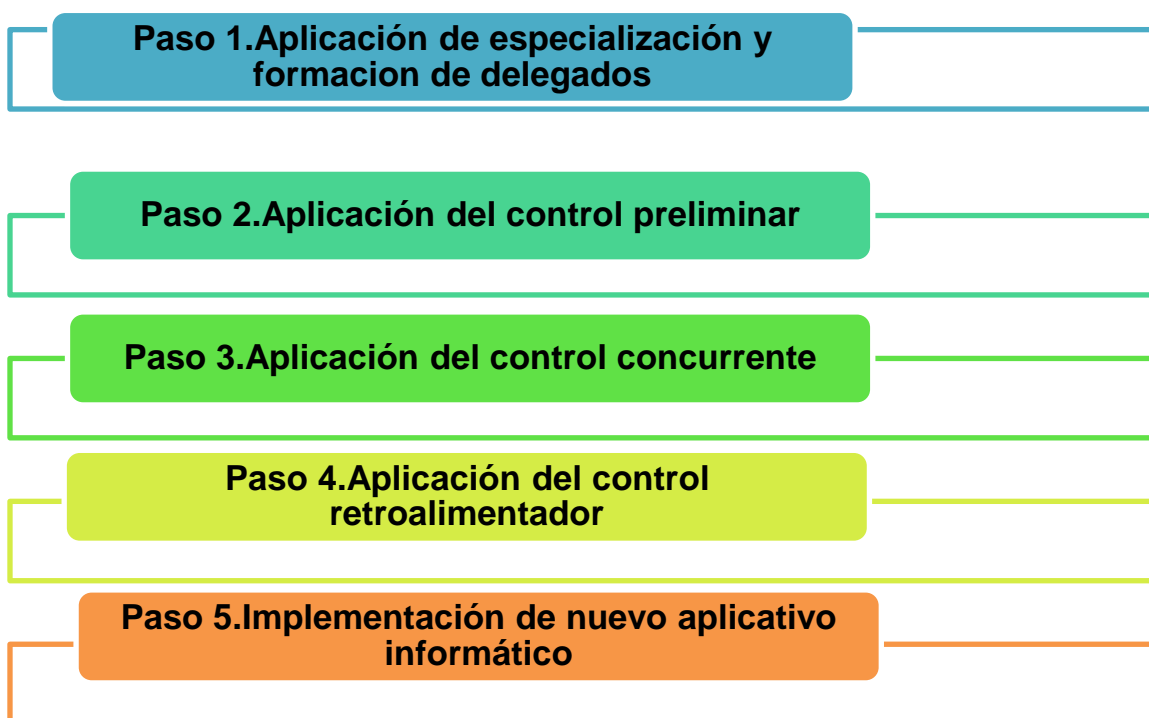 Paso 1.Aplicación de especialización y
formacion de delegados
Paso 2.Aplicación del control preliminar
Paso 3.Aplicación del control concurrente
Paso 4.Aplicación del control
retroalimentador
Paso 5.Implementación de nuevo aplicativo
informático